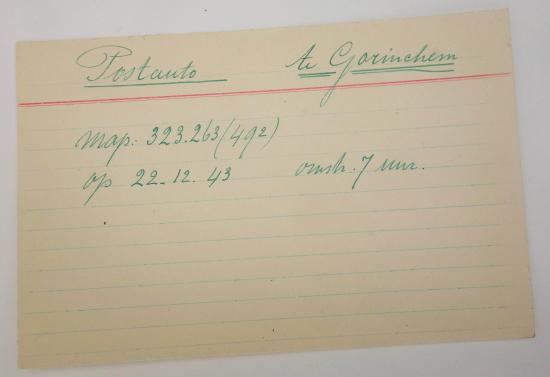 Postauto te Gorinchem
map: 323.263 (492)
op 22-12.43 omstr. 7 uur.